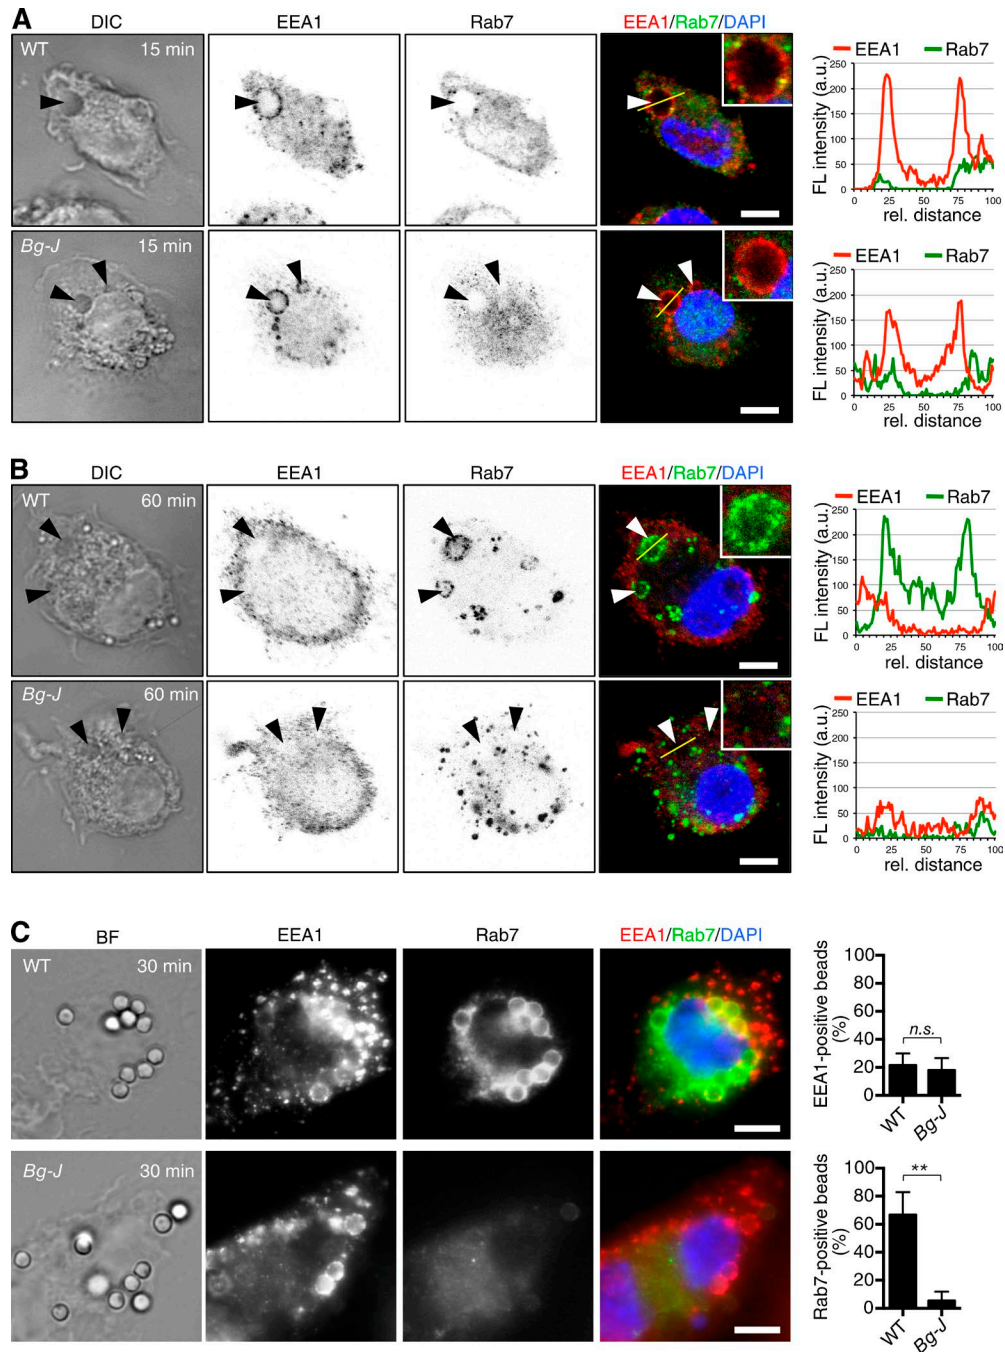 A
DIC EEA1 Rab7 EEA1/Rab7/DAPI
WT 15 min
EEA1 Rab7
FL intensity (a.u.)
250
200
150
100
50
0
0 25 50 75 100
rel. distance
Bg-J 15 min
EEA1 Rab7
FL intensity (a.u.)
250
200
150
100
50
0
0 25 50 75 100
rel. distance
B
DIC EEA1 Rab7 EEA1/Rab7/DAPI
WT 60 min
EEA1 Rab7
FL intensity (a.u.)
250
200
150
100
50
0
0 25 50 75 100
rel. distance
Bg-J 60 min
EEA1 Rab7
FL intensity (a.u.)
250
200
150
100
50
0
0 25 50 75 100
rel. distance
C
BF EEA1 Rab7 EEA1/Rab7/DAPI
WT 30 min
EEA1-positive beads
(%)
100
80
60
40
20
0
n.s.
WT Bg-J
Bg-J 30 min
Rab7-positive beads
(%)
100
80
60
40
20
0
**
WT Bg-J